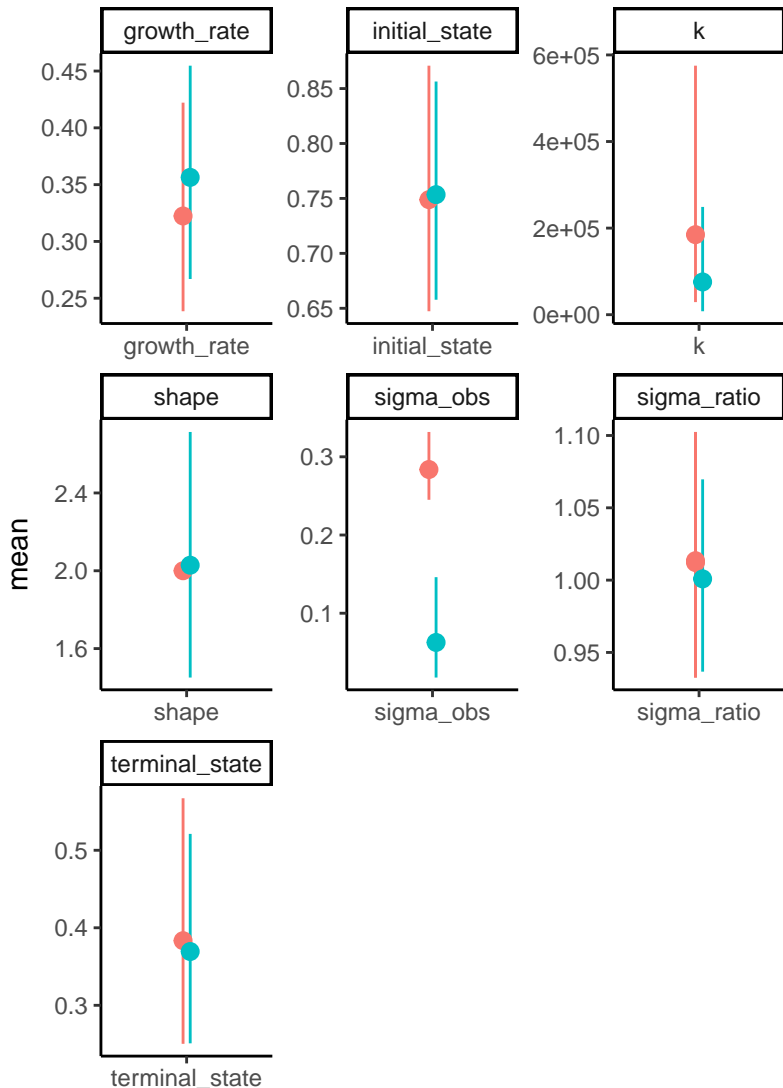 growth_rate
initial_state
k
0.45
0.40
0.35
0.30
0.25
growth_rate
0.85
0.80
0.75
0.70
0.65
initial_state
6e+05
4e+05
2e+05
0e+00
k
shape
sigma_obs
sigma_ratio
2.4
2.0
1.6
shape
0.3
0.2
0.1
sigma_obs
1.10
1.05
1.00
0.95
sigma_ratio
mean
terminal_state
0.5
0.4
0.3
terminal_state